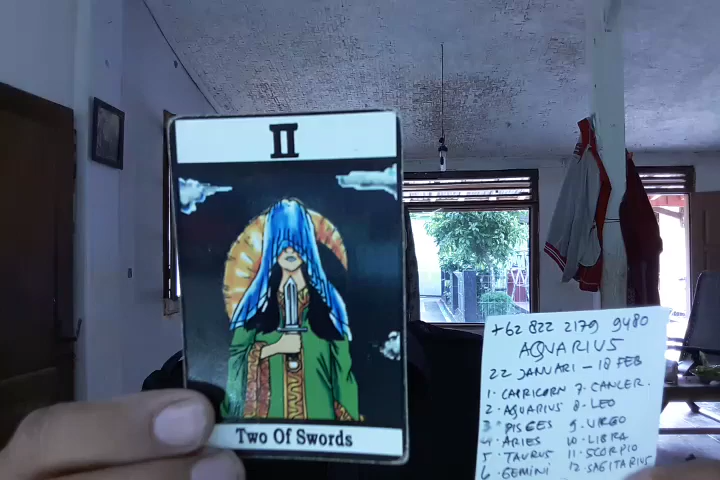 II
Two Of Swords
+62 822 2179 9480
AQUARIUS
22 JANUARI - 18 FEB
1. CAPRICORN 7. CANCER.
2. AQUARIUS 8. LEO
3. PISCES 9. VIRGO
4. ARIES 10. LIBRA
5. TAURUS 11. SCORPIO
6. GEMINI 12. SAGITARIUS